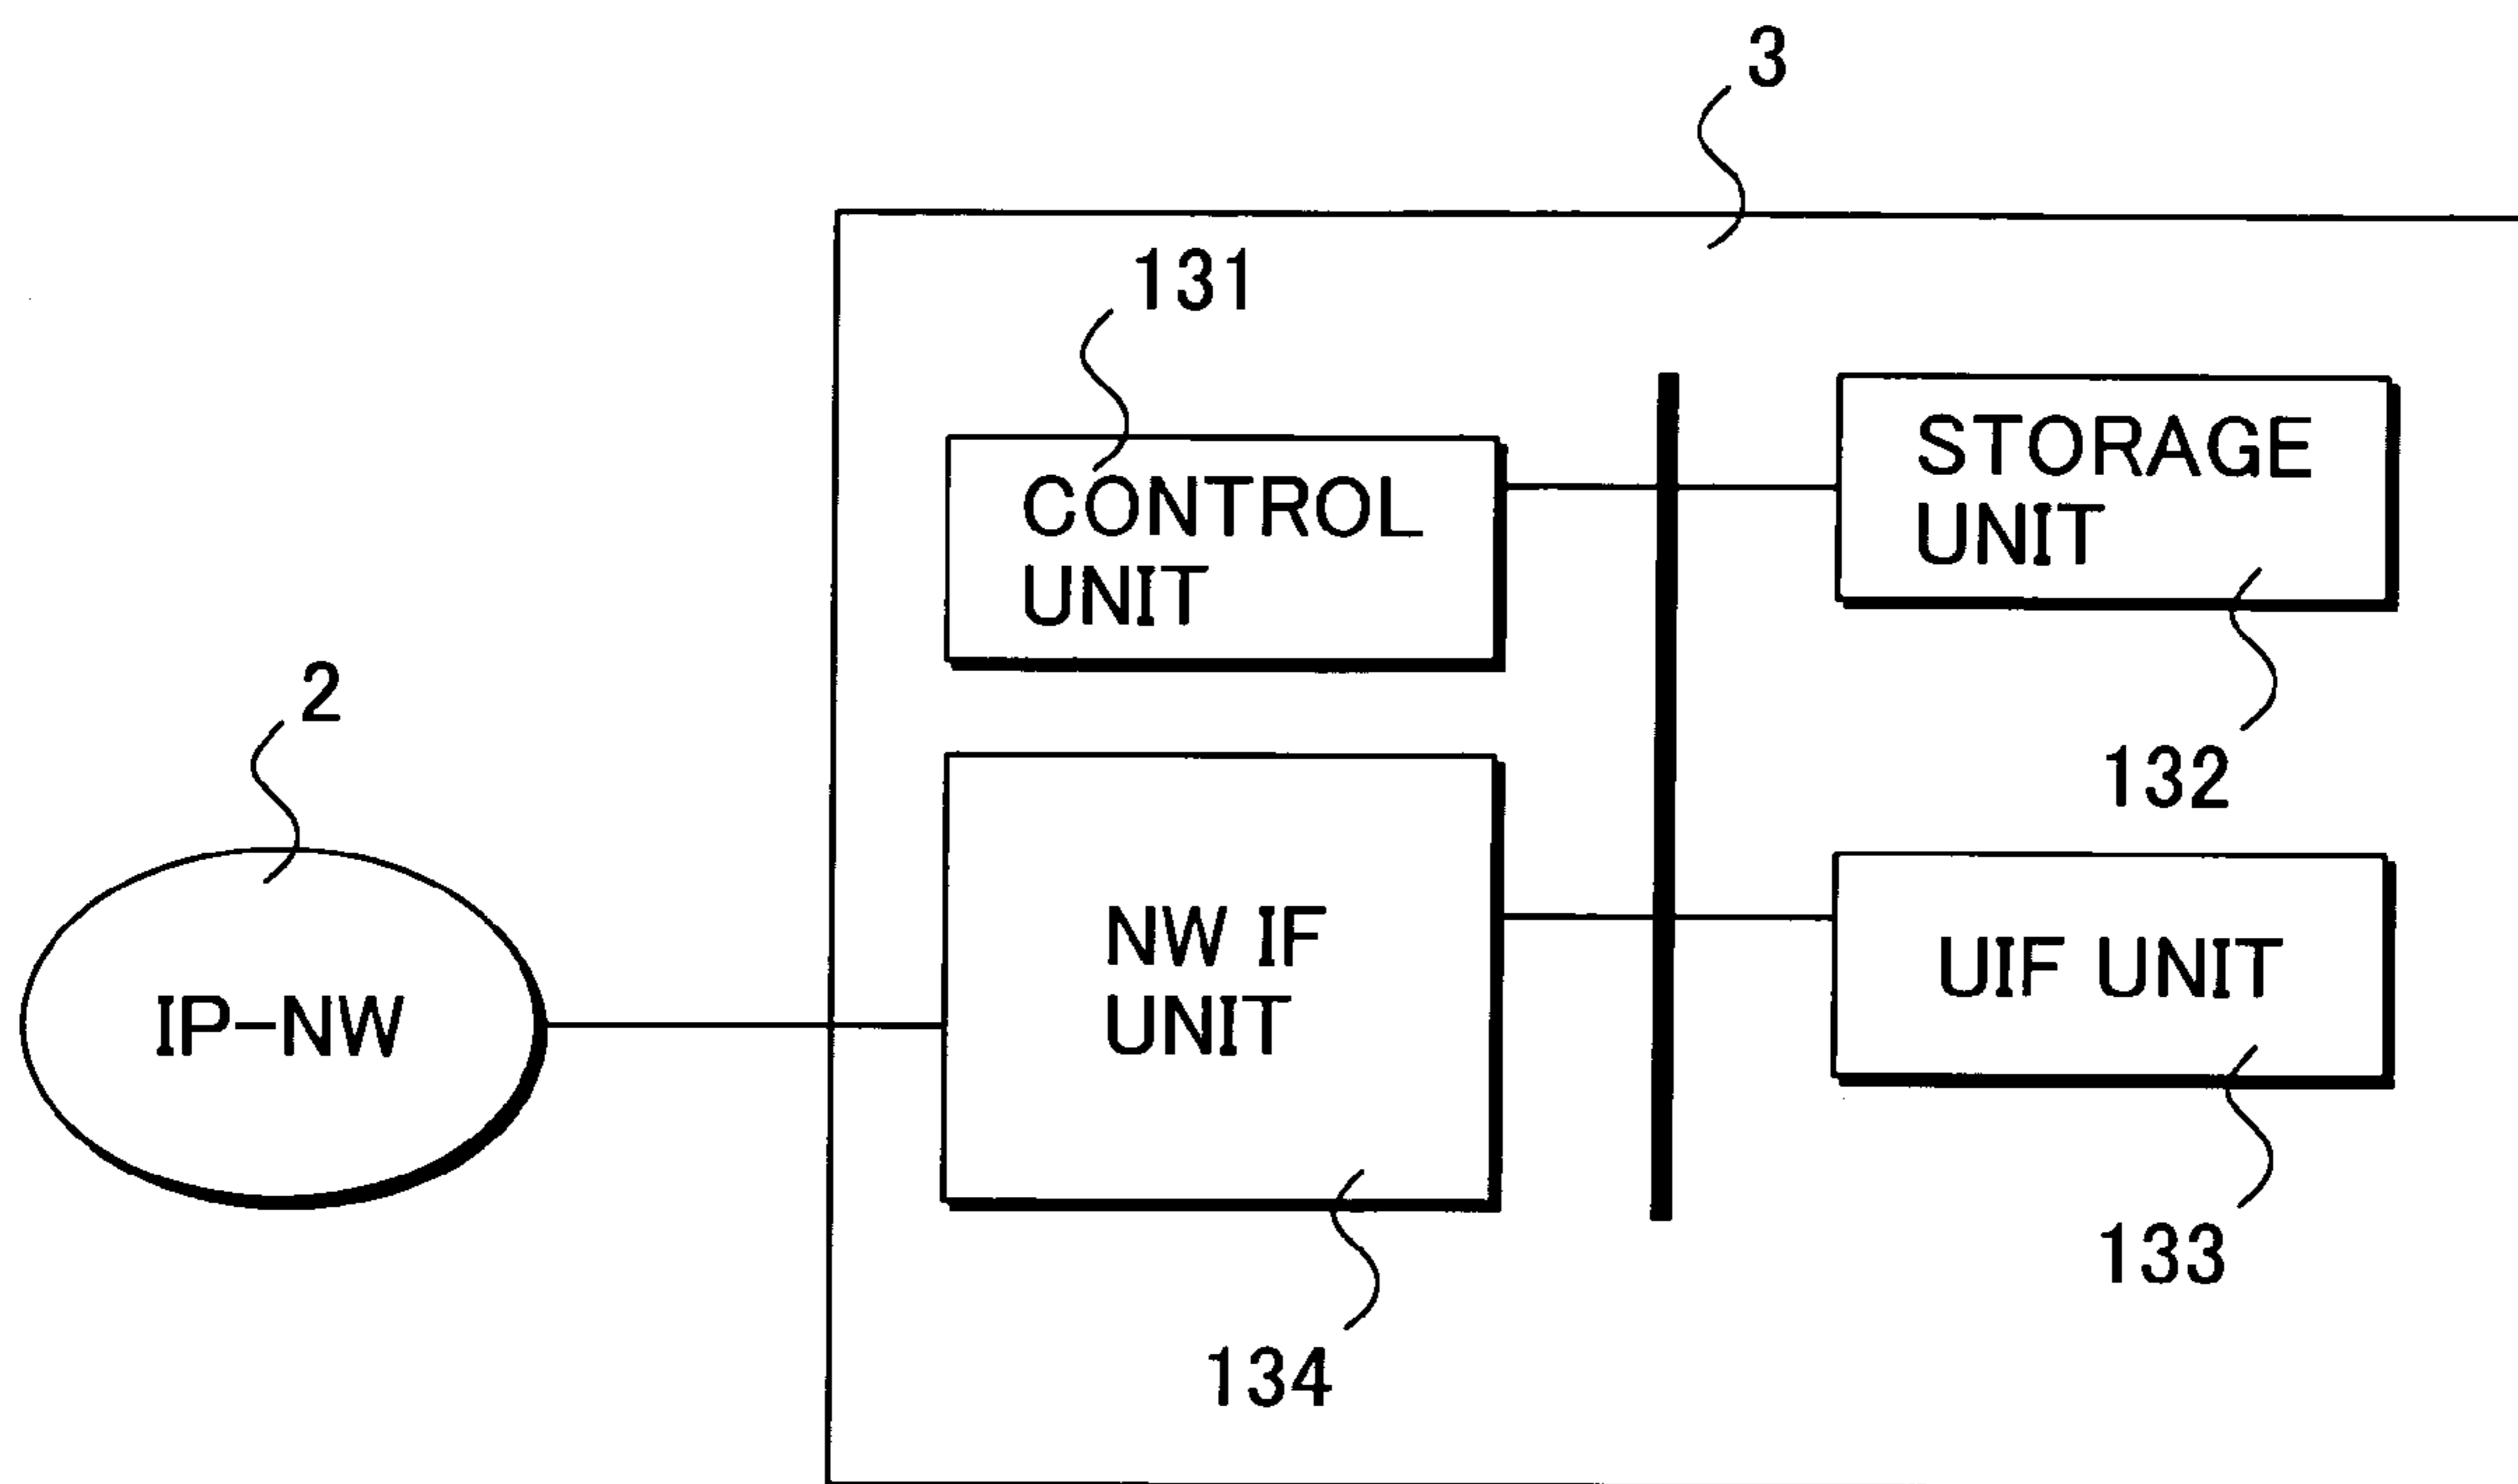 3
131
STORAGE
UNIT
CONTROL
UNIT
2
132
NW IF
UNIT
UIF UNIT
IP-NW
133
134